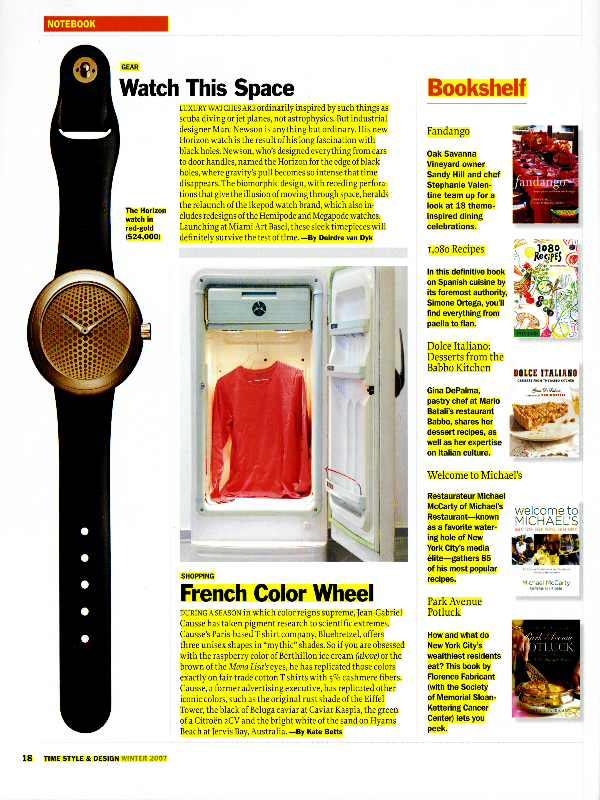 NOTEBOOK
GEAR
Watch This Space
LUXURY WATCHES ARE ordinarily inspired by such things as
scuba diving or jet planes, not astrophysics. But industrial
designer Marc Newson is anything but ordinary. His new
Horizon watch is the result of his long fascination with
black holes. Newson, who's designed everything from cars
to door handles, named the Horizon for the edge of black
holes, where gravity's pull becomes so intense that time
disappears. The biomorphic design, with receding perfora-
tions that give the illusion of moving through space, heralds
the relaunch of the Ikepod watch brand, which also in-
cludes redesigns of the Hemipode and Megapode watches.
Launching at Miami Art Basel, these sleek timepieces will
definitely survive the test of time. —By Deirdre van Dyk
The Horizon
watch in
red-gold
($24,000)
SHOPPING
French Color Wheel
DURING A SEASON in which color reigns supreme, Jean-Gabriel
Causse has taken pigment research to scientific extremes.
Causse's Paris-based T shirt company, Bluebretzel, offers
three unisex shapes in "mythic" shades. So if you are obsessed
with the raspberry color of Berthillon ice cream (above) or the
brown of the Mona Lisa's eyes, he has replicated those colors
exactly on fair-trade cotton T shirts with 5% cashmere fibers.
Causse, a former advertising executive, has replicated other
iconic colors, such as the original rust shade of the Eiffel
Tower, the black of Beluga caviar at Caviar Kaspia, the green
of a Citroën 2CV and the bright white of the sand on Hyams
Beach at Jervis Bay, Australia. —By Kate Betts
Bookshelf
Fandango
Oak Savanna
Vineyard owner
Sandy Hill and chef
Stephanie Valen-
tine team up for a
look at 18 theme-
inspired dining
celebrations.
fandango
1,080 Recipes
In this definitive book
on Spanish cuisine by
its foremost authority,
Simone Ortega, you'll
find everything from
paella to flan.
1080
RECIPES
Dolce Italiano:
Desserts from the
Babbo Kitchen
Gina DePalma,
pastry chef at Mario
Batali's restaurant
Babbo, shares her
dessert recipes, as
well as her expertise
on Italian culture.
DOLCE ITALIANO
DESSERTS FROM THE BABBO KITCHEN
Gina DePalma
Welcome to Michael's
Restaurateur Michael
McCarty of Michael's
Restaurant—known
as a favorite water-
ing hole of New
York City's media
élite—gathers 85
of his most popular
recipes.
welcome to
MICHAEL'S
Michael McCarty
Park Avenue
Potluck
How and what do
New York City's
wealthiest residents
eat? This book by
Florence Fabricant
(with the Society
of Memorial Sloan-
Kettering Cancer
Center) lets you
peek.
Park Avenue
POTLUCK
18 TIME STYLE & DESIGN WINTER 2007